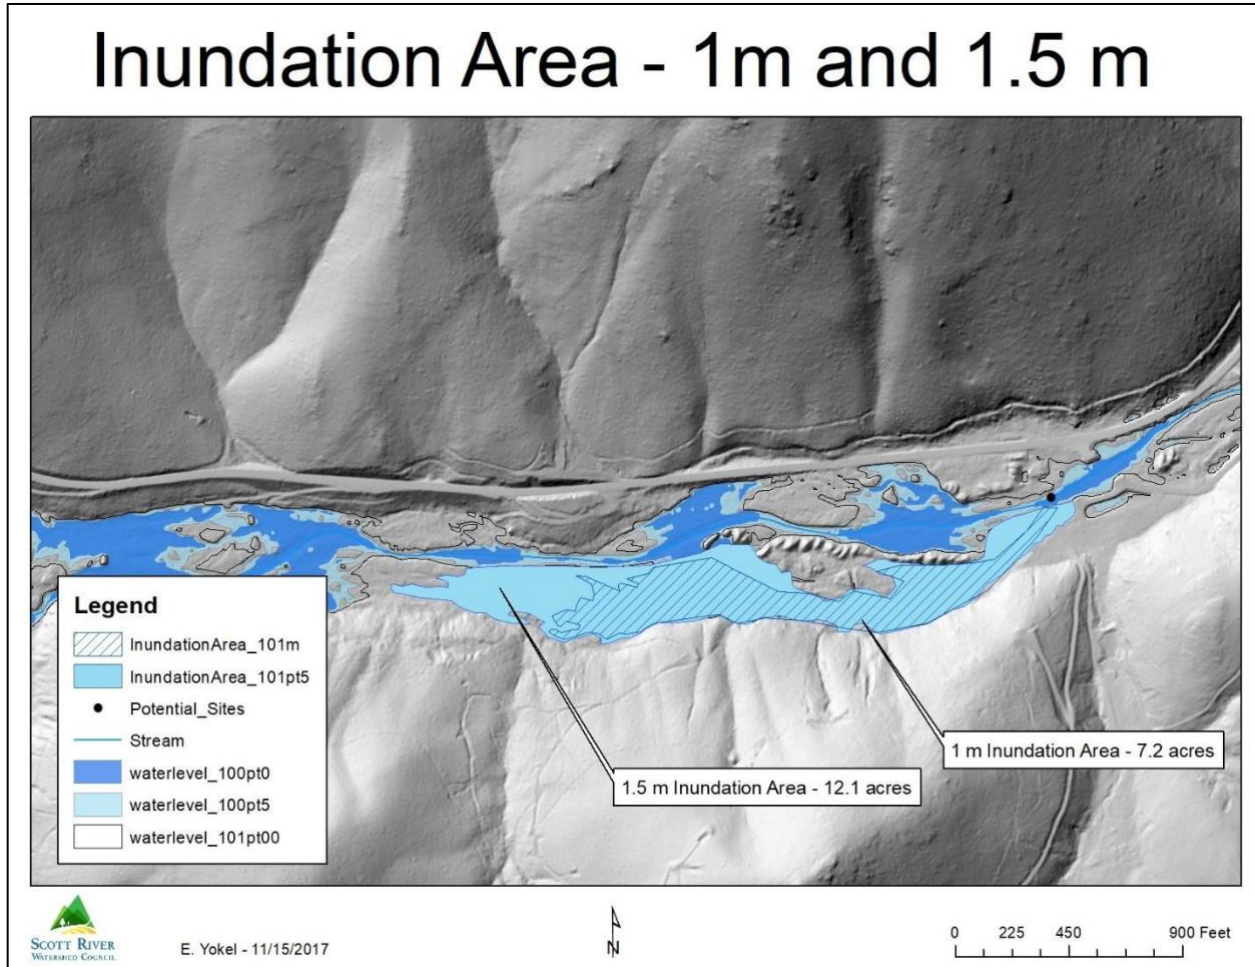 Inundation Area - 1m and 1.5 m
Legend
InundationArea_101m
InundationArea_101pt5
Potential_Sites
Stream
waterlevel_100pt0
waterlevel_100pt5
waterlevel_101pt00
1 m Inundation Area - 7.2 acres
1.5 m Inundation Area - 12.1 acres
SCOTT RIVER
WATERSHED COUNCIL
E. Yokel - 11/15/2017
N
0 225 450 900 Feet